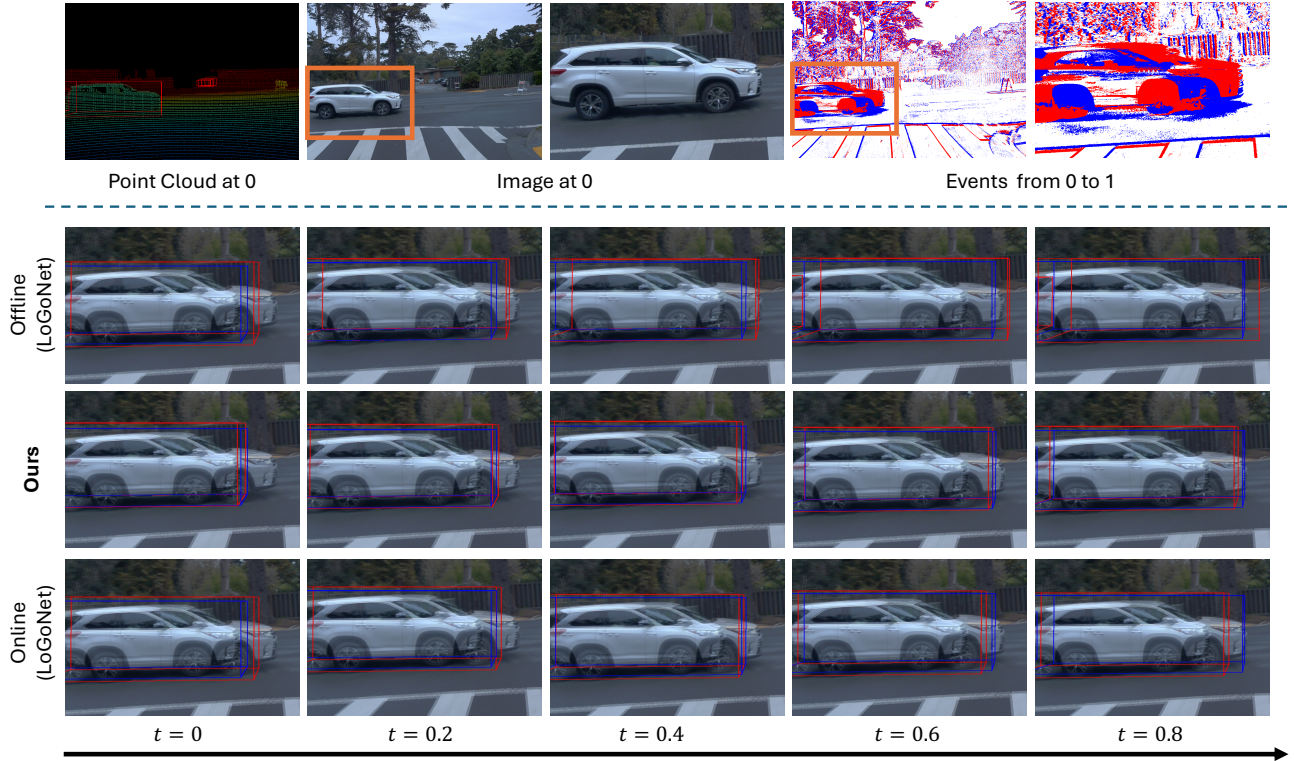 Point Cloud at 0
Image at 0
Events from 0 to 1
Offline
(LoGoNet)
Ours
Online
(LOGoNet)
t = 0
t = 0.2
t = 0.4
t = 0.6
t = 0.8